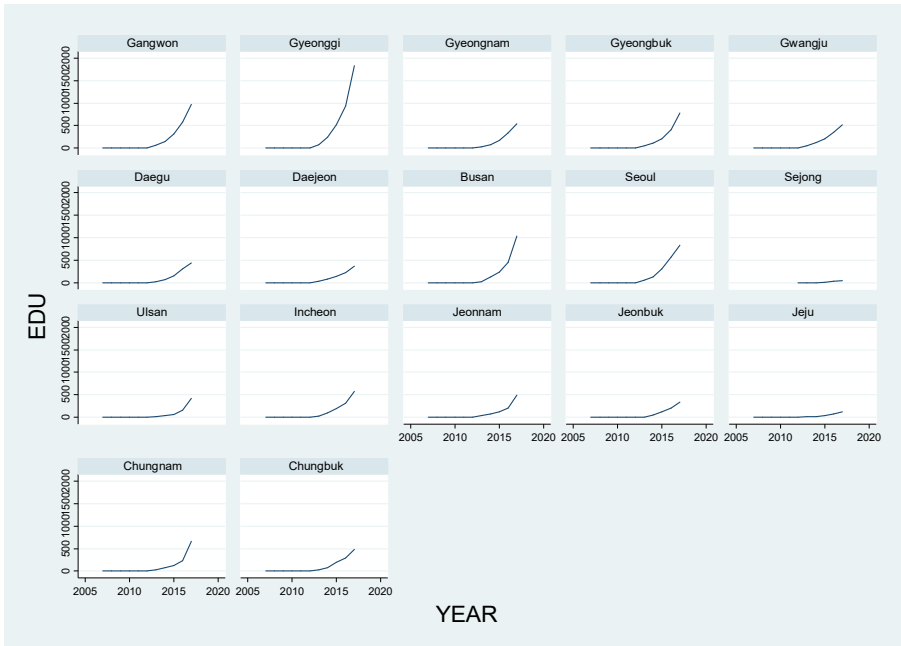 Gangwon Gyeonggi Gyeongnam Gyeongbuk Gwangju
0 500 1000 1500 2000
Daegu Daejeon Busan Seoul Sejong
0 500 1000 1500 2000
EDU
Ulsan Incheon Jeonnam Jeonbuk Jeju
0 500 1000 1500 2000
2005 2010 2015 2020 2005 2010 2015 2020 2005 2010 2015 2020
Chungnam Chungbuk
0 500 1000 1500 2000
2005 2010 2015 2020 2005 2010 2015 2020
YEAR